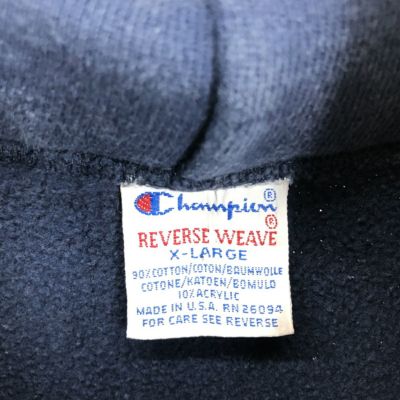 Champion®
®
REVERSE WEAVE
X-LARGE
90% COTTON/COTON/BAUMWOLLE
COTONE/KATOEN/BOMULD
10% ACRYLIC
MADE IN U.S.A. RN 26094
FOR CARE SEE REVERSE